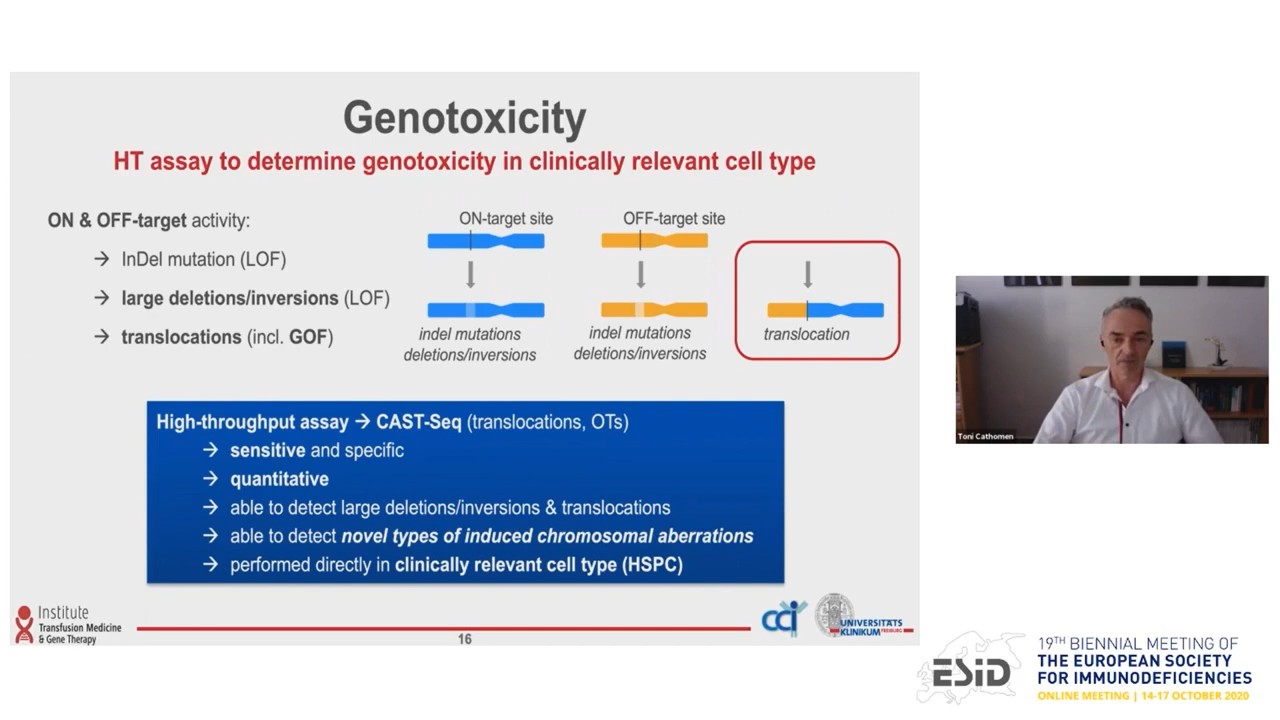 Genotoxicity
HT assay to determine genotoxicity in clinically relevant cell type
ON & OFF-target activity:
→ InDel mutation (LOF)
→ large deletions/inversions (LOF)
→ translocations (incl. GOF)
ON-target site
indel mutations
deletions/inversions
OFF-target site
indel mutations
deletions/inversions
translocation
High-throughput assay → CAST-Seq (translocations, OTs)
→ sensitive and specific
→ quantitative
→ able to detect large deletions/inversions & translocations
→ able to detect novel types of induced chromosomal aberrations
→ performed directly in clinically relevant cell type (HSPC)
Institute
Transfusion Medicine
& Gene Therapy
16
CCI
UNIVERSITÄTS
KLINIKUM FREIBURG
Toni Cathomen
ESiD
19TH BIENNIAL MEETING OF
THE EUROPEAN SOCIETY
FOR IMMUNODEFICIENCIES
ONLINE MEETING | 14-17 OCTOBER 2020